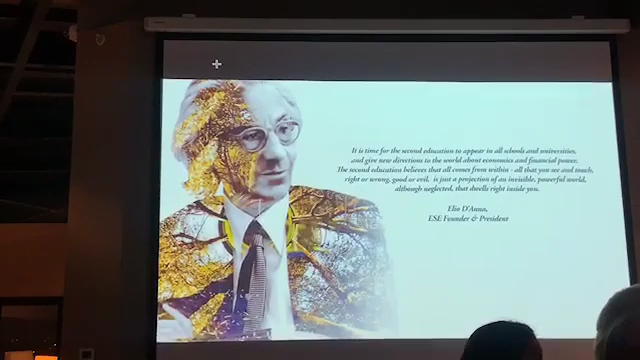 It is time for the second education to appear in all schools and universities,
and give new directions to the world about economics and financial power.
The second education believes that all comes from within - all that you see and touch,
right or wrong, good or evil, is just a projection of an invisible, powerful world,
although neglected, that dwells right inside you.
Elio D'Anna,
ESE Founder & President